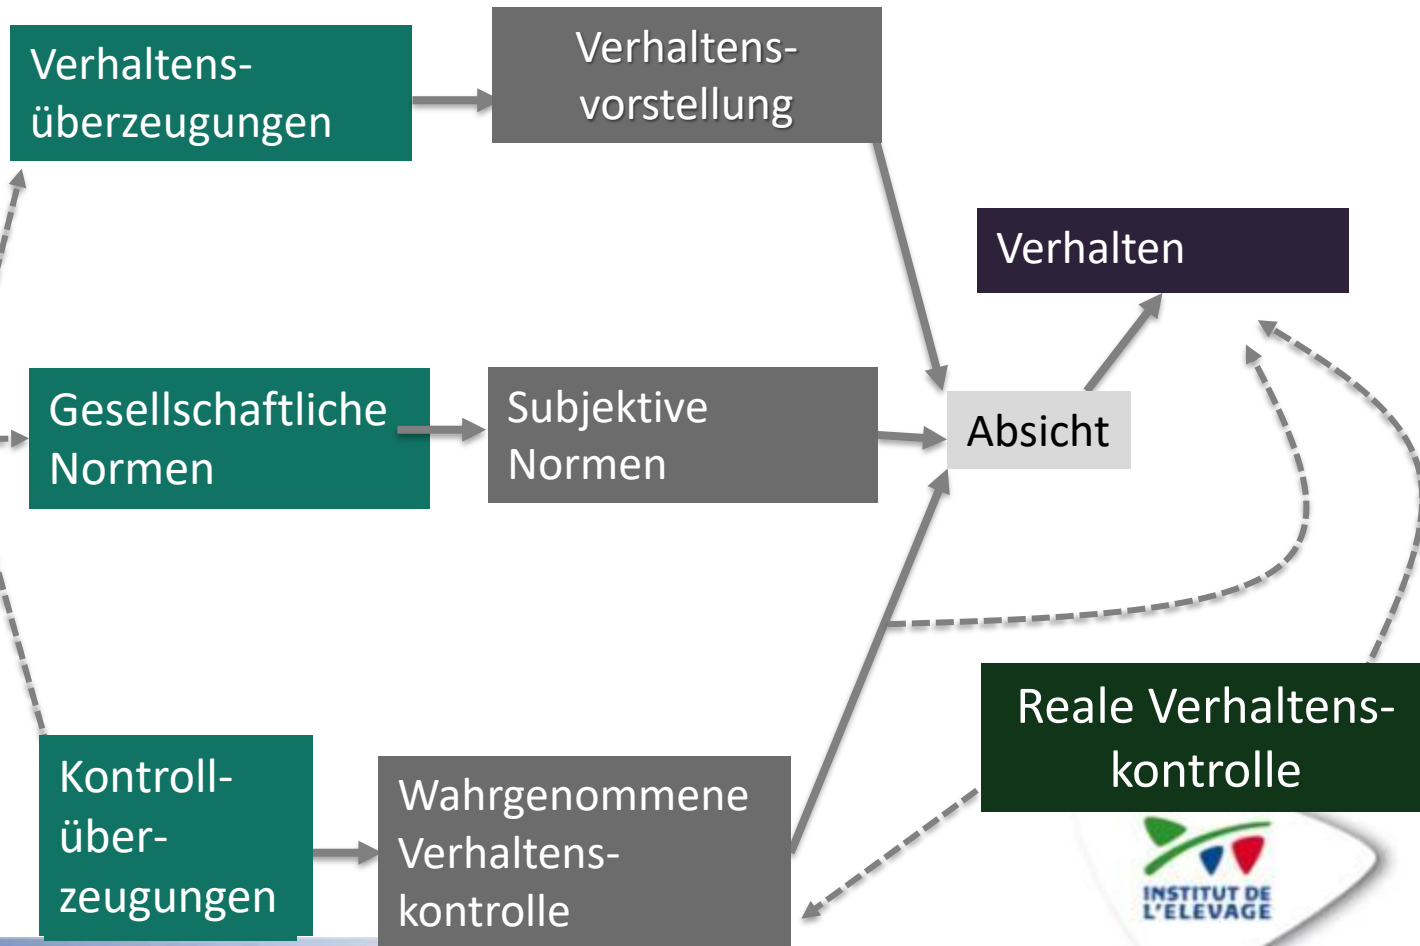 Verhaltens-
überzeugungen
Verhaltens-
vorstellung
Verhalten
Gesellschaftliche
Normen
Subjektive
Normen
Absicht
Reale Verhaltens-
kontrolle
Kontroll-
über-
zeugungen
Wahrgenommene
Verhaltens-
kontrolle
INSTITUT DE
L'ELEVAGE